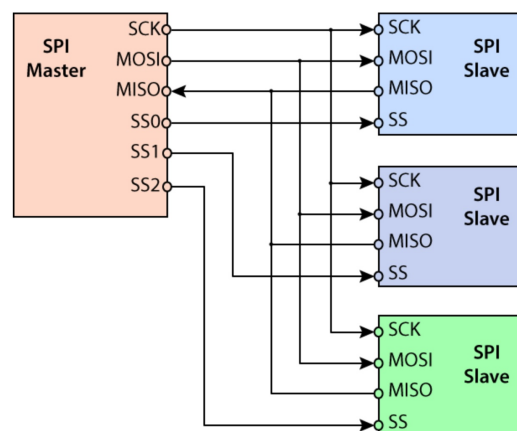 SPI
Master
SCK
MOSI
MISO
SS0
SS1
SS2
SCK
MOSI
MISO
SS
SPI
Slave
SCK
MOSI
MISO
SS
SPI
Slave
SCK
MOSI
MISO
SS
SPI
Slave